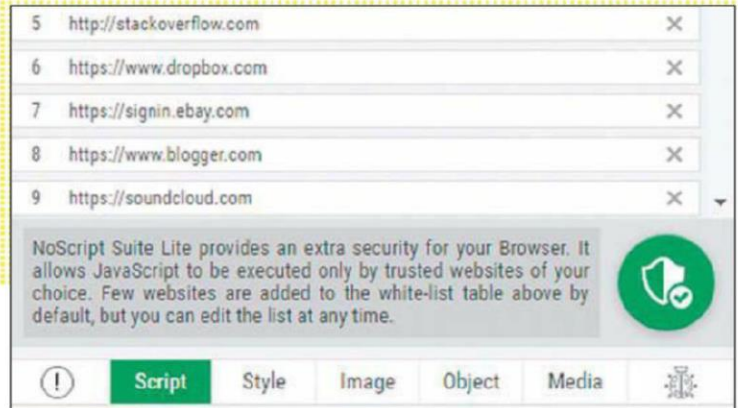 5 http://stackoverflow.com
6 https://www.dropbox.com
7 https://signin.ebay.com
8 https://www.blogger.com
9 https://soundcloud.com
NoScript Suite Lite provides an extra security for your Browser. It
allows JavaScript to be executed only by trusted websites of your
choice. Few websites are added to the white-list table above by
default, but you can edit the list at any time.
Script Style Image Object Media